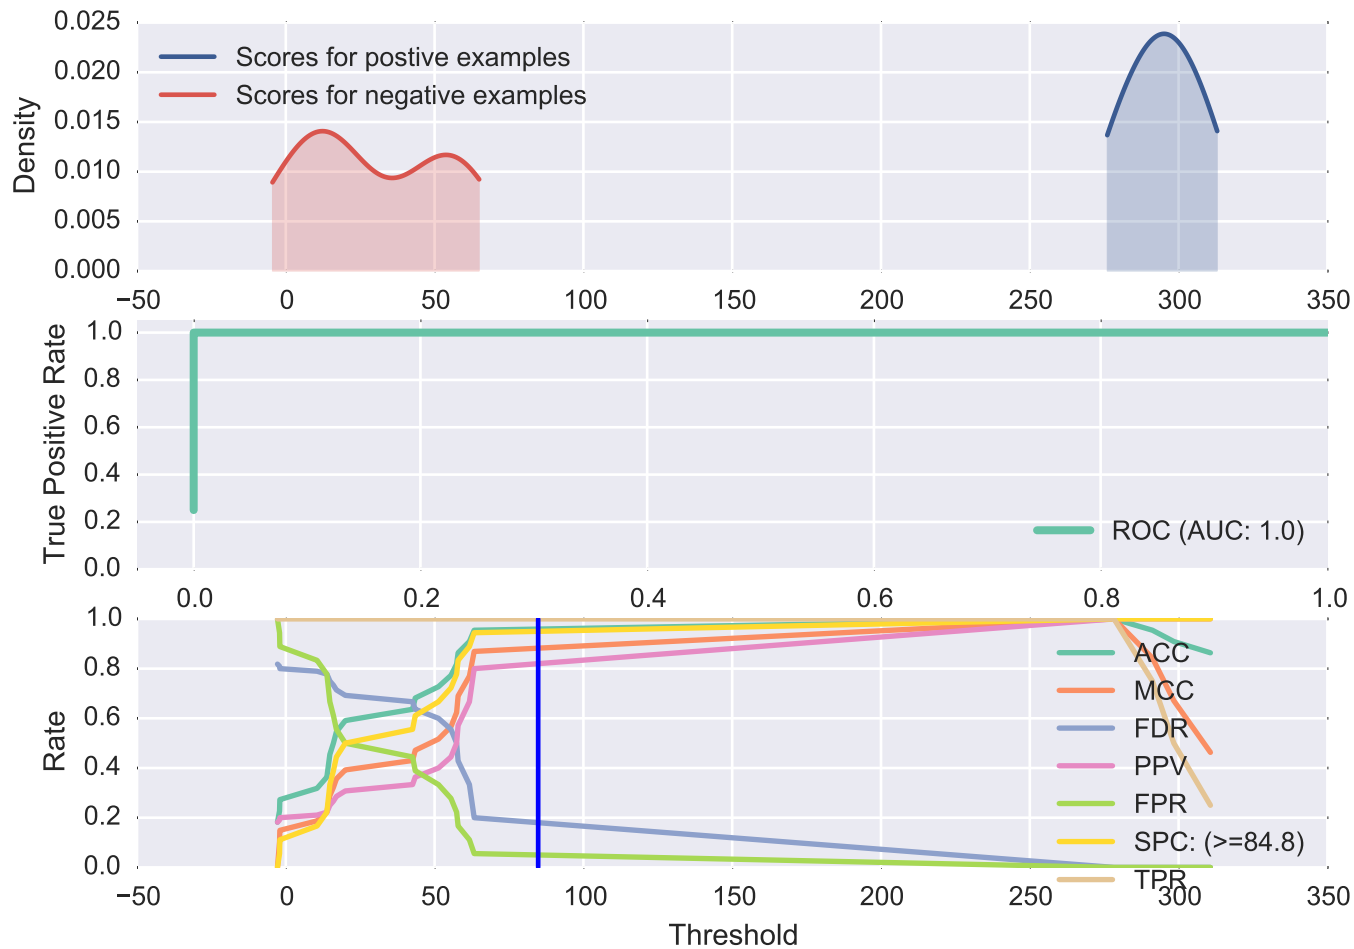 0.025
0.020
0.015
0.010
0.005
0.000
Density
Scores for postive examples
Scores for negative examples
−50 0 50 100 150 200 250 300 350
1.0
0.8
0.6
0.4
0.2
0.0
True Positive Rate
ROC (AUC: 1.0)
0.0 0.2 0.4 0.6 0.8 1.0
1.0
0.8
0.6
0.4
0.2
0.0
Rate
ACC
MCC
FDR
PPV
FPR
SPC: (>=84.8)
TPR
−50 0 50 100 150 200 250 300 350
Threshold